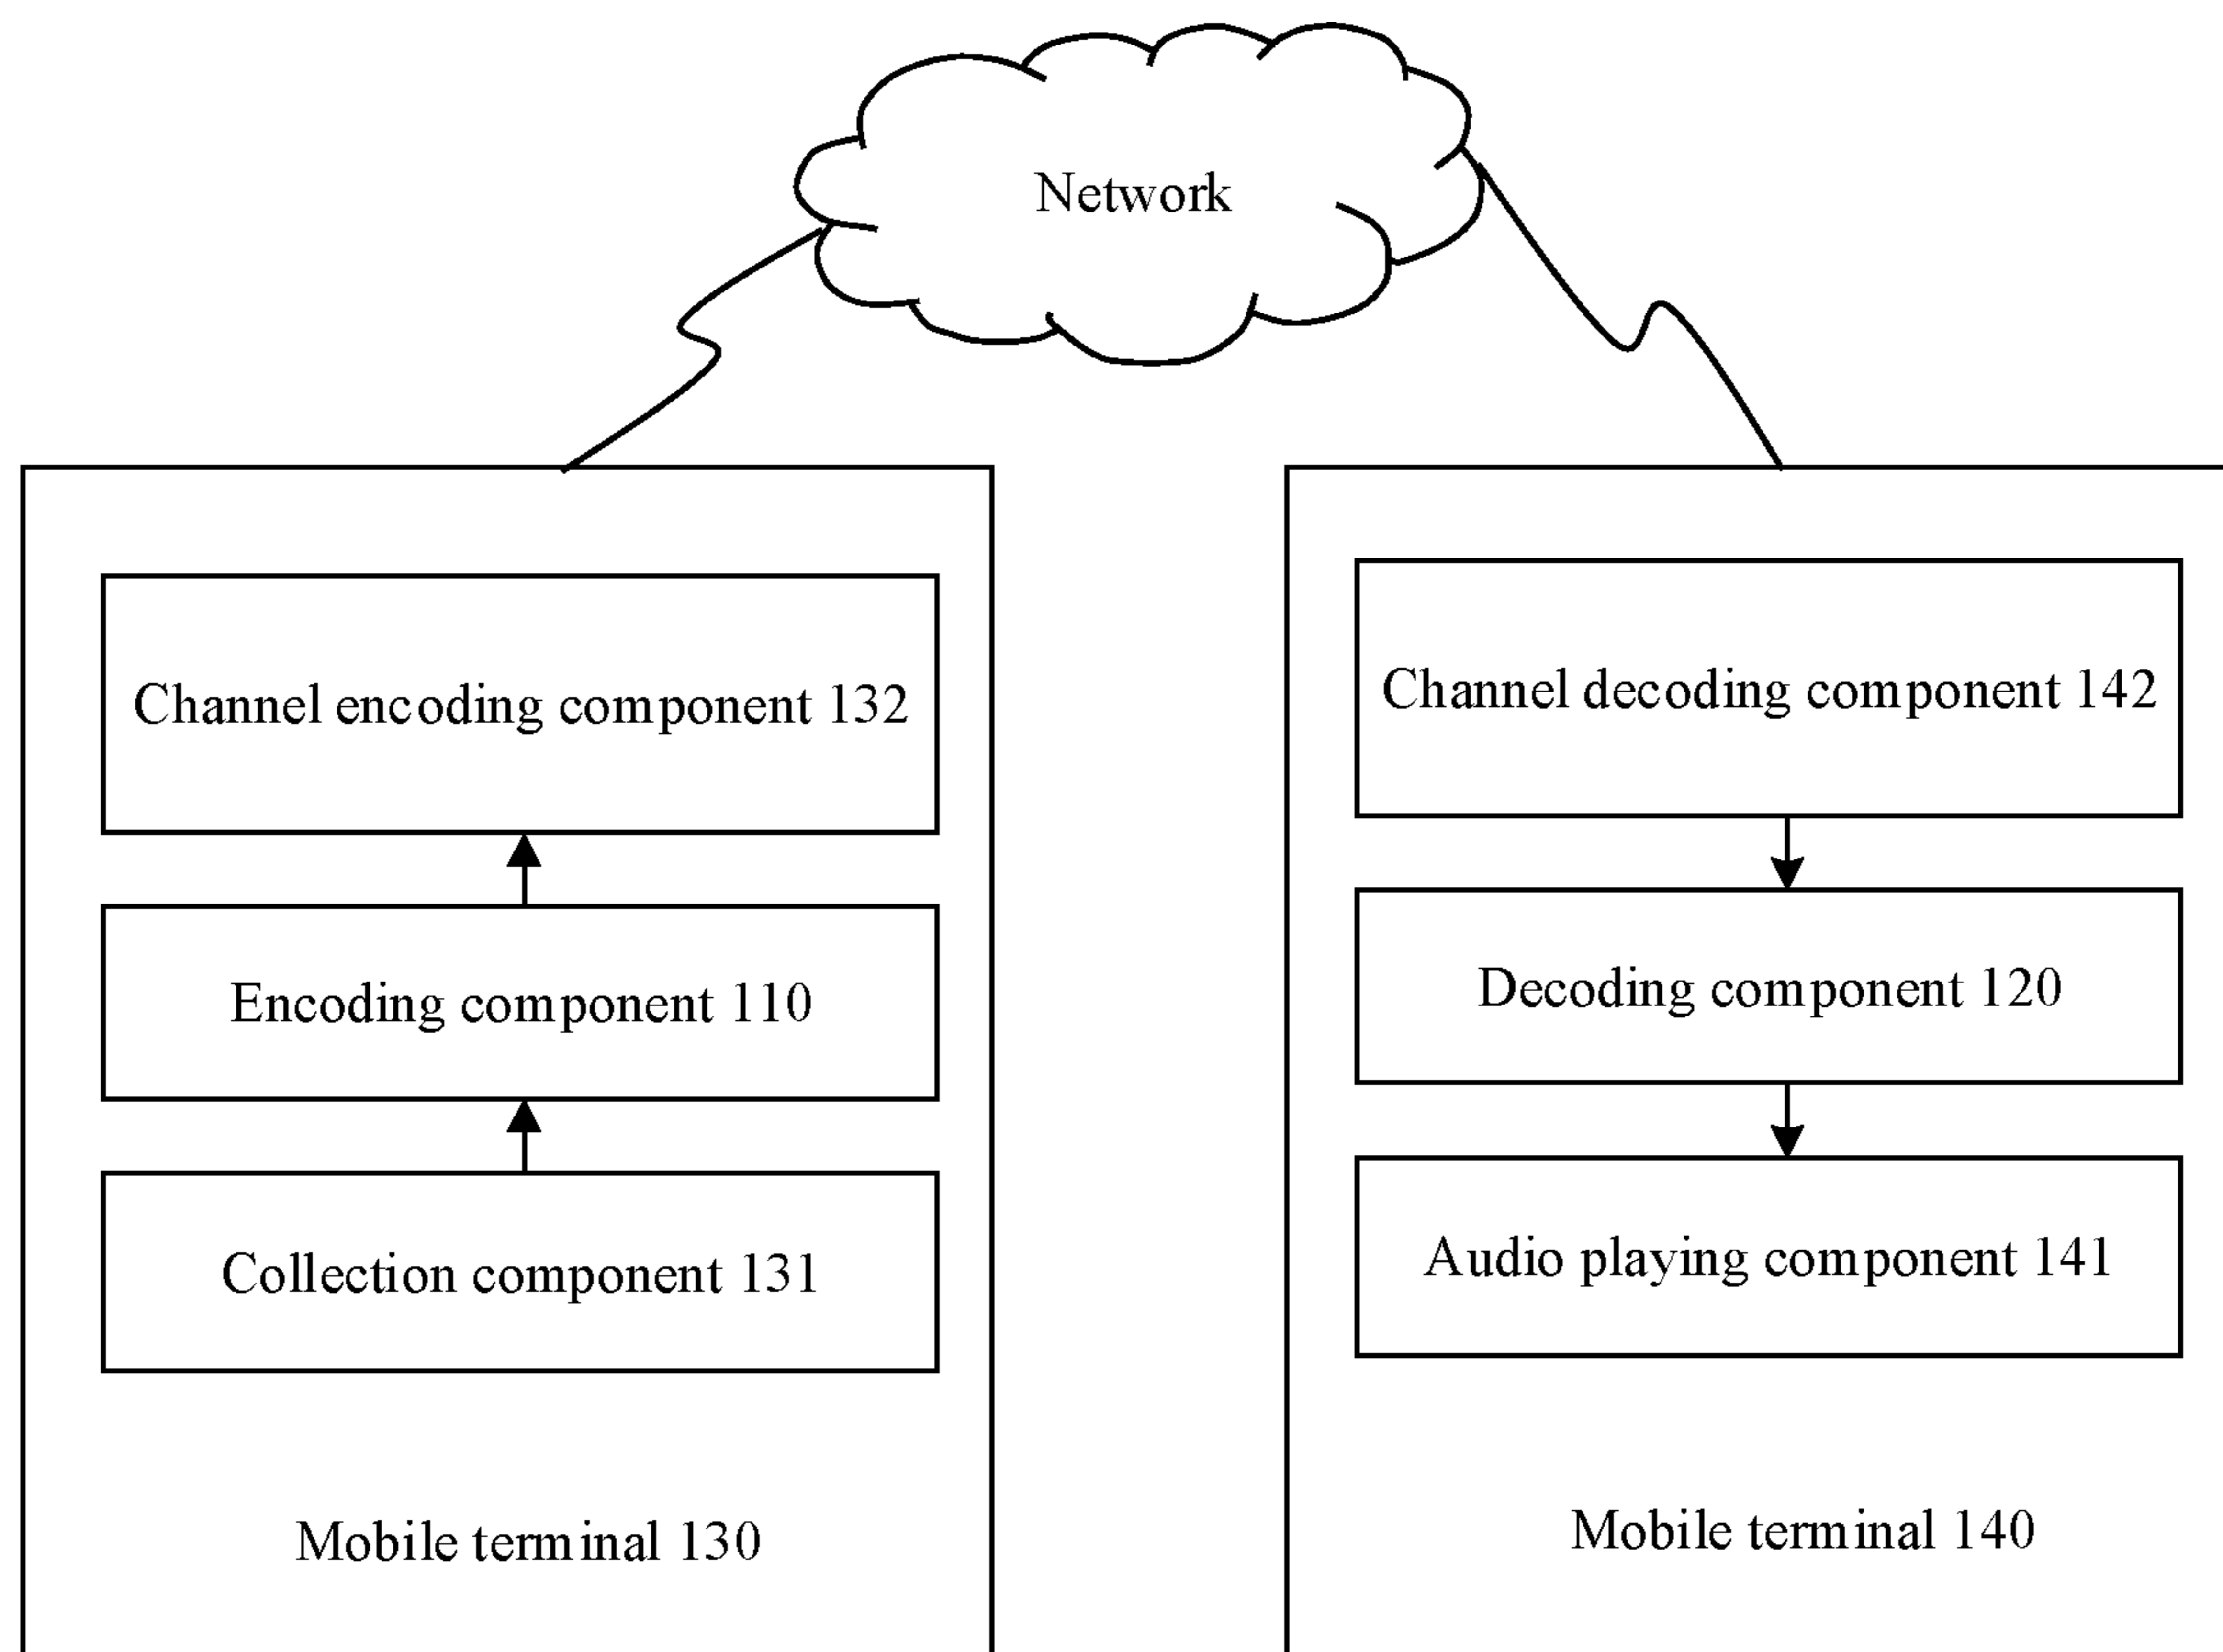 Network
Channel encoding component 132
Encoding component 110
Collection component 131
Mobile terminal 130
Channel decoding component 142
Decoding component 120
Audio playing component 141
Mobile terminal 140